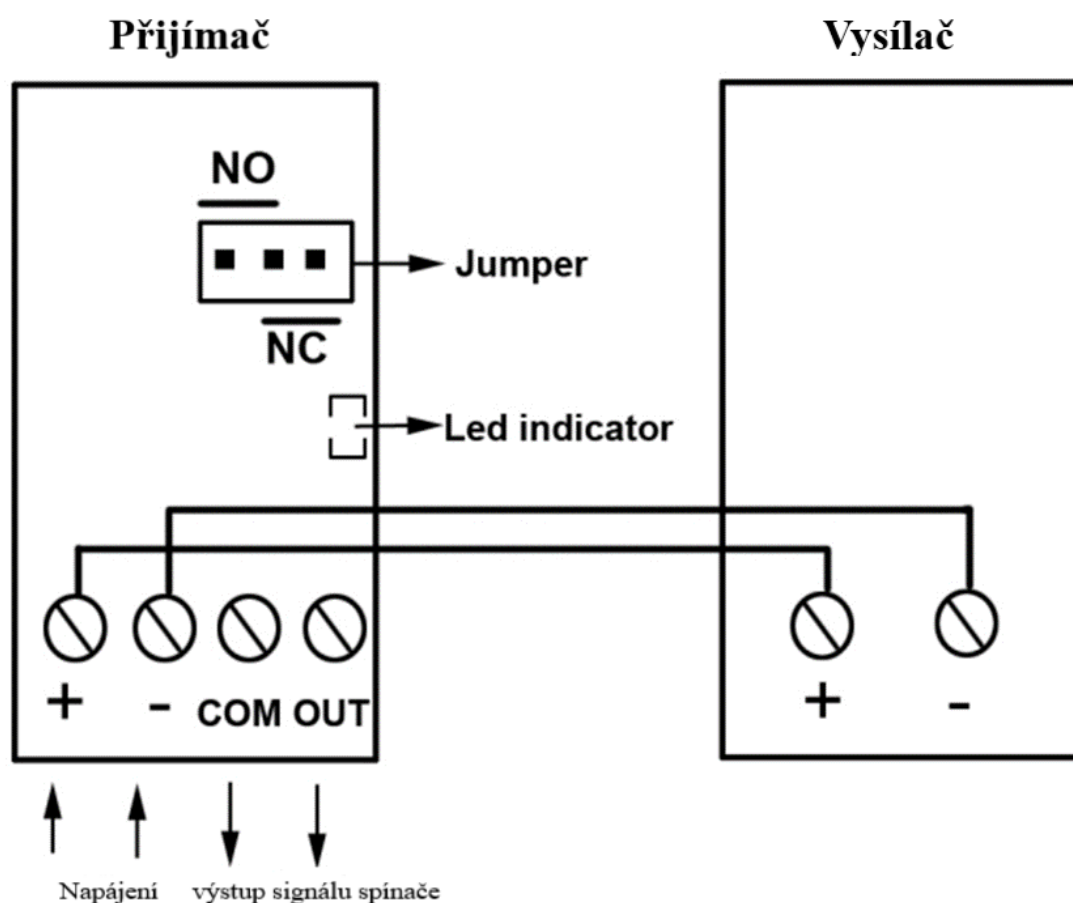 Přijímač
Vysílač
NO
Jumper
NC
Led indicator
+ - COM OUT
+ -
Napájení
výstup signálu spínače